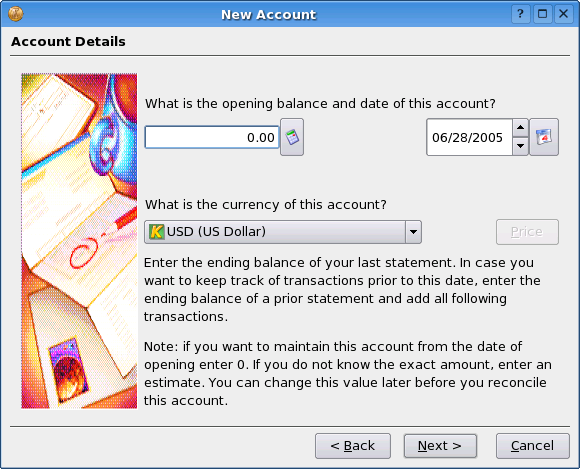 New Account
Account Details
What is the opening balance and date of this account?
0.00
06/28/2005
What is the currency of this account?
USD (US Dollar)
Price
Enter the ending balance of your last statement. In case you
want to keep track of transactions prior to this date, enter the
ending balance of a prior statement and add all following
transactions.
Note: if you want to maintain this account from the date of
opening enter 0. If you do not know the exact amount, enter an
estimate. You can change this value later before you reconcile
this account.
< Back
Next >
Cancel